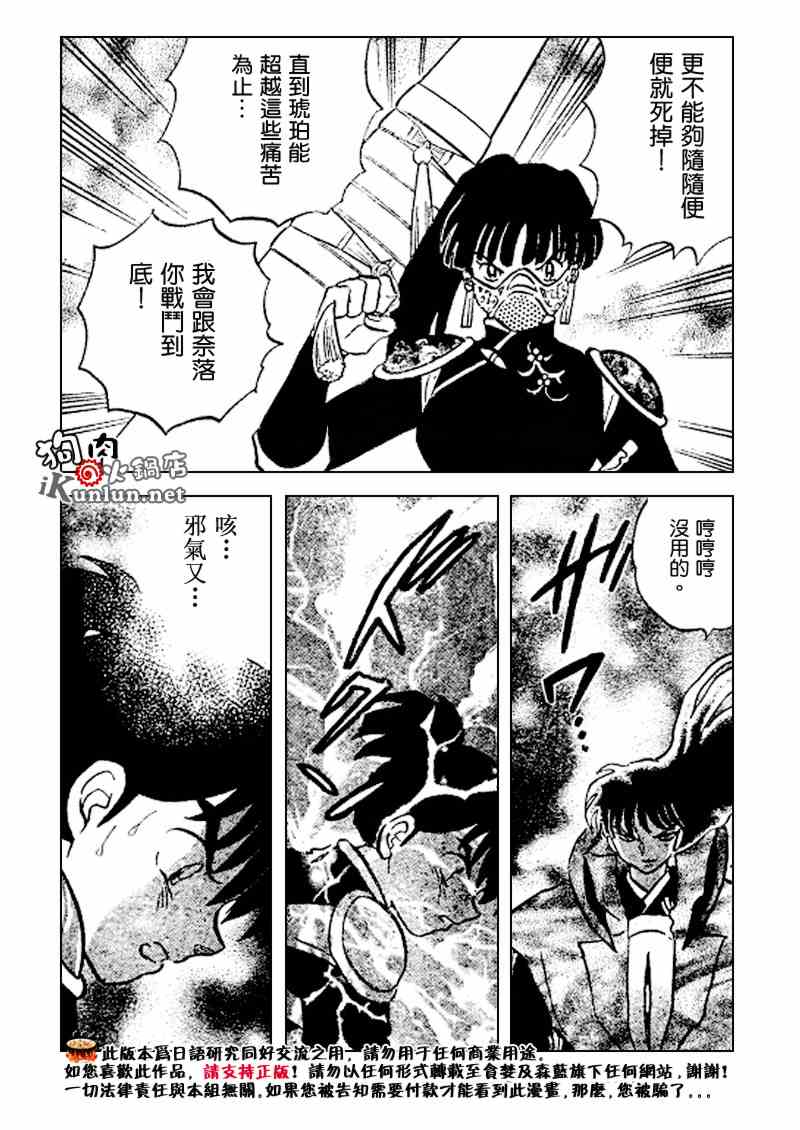 更不能夠隨隨便
便就死掉！
直到琥珀能
超越這些痛苦
為止…
我會跟奈落
你戰鬥到
底！
狗肉
火鍋店
iKunlun.net
哼哼哼
沒用的。
咳…
邪氣又…
此版本爲日語研究同好交流之用，請勿用于任何商業用途。
如您喜歡此作品，請支持正版！請勿以任何形式轉載至貪婪及森藍旗下任何網站，謝謝！
一切法律責任與本組無關，如果您被告知需要付款才能看到此漫畫，那麼，您被騙了...